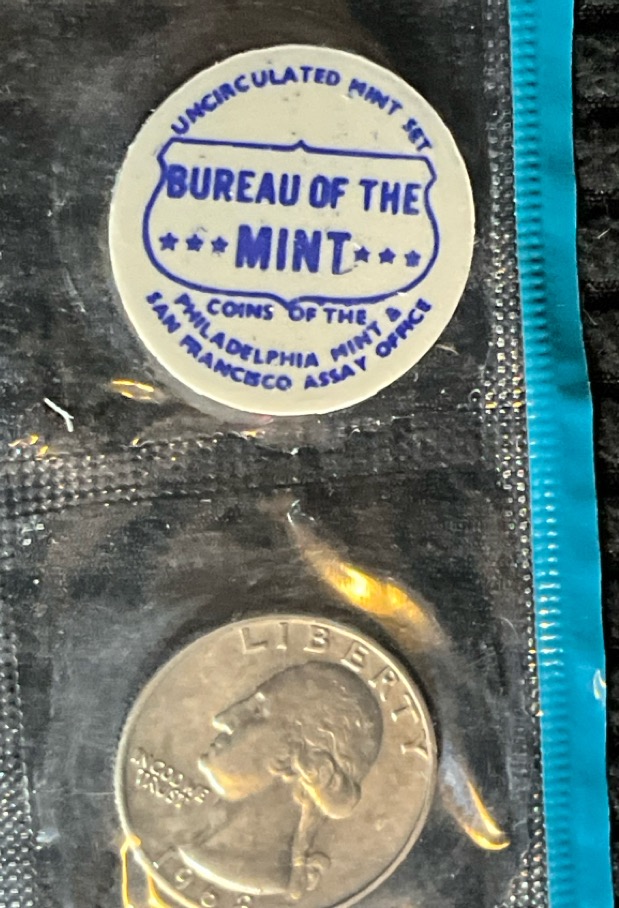 UNCIRCULATED MINT SET
BUREAU OF THE
★★★MINT★★★
COINS OF THE
PHILADELPHIA MINT &
SAN FRANCISCO ASSAY OFFICE
LIBERTY
IN GOD WE
TRUST
1968